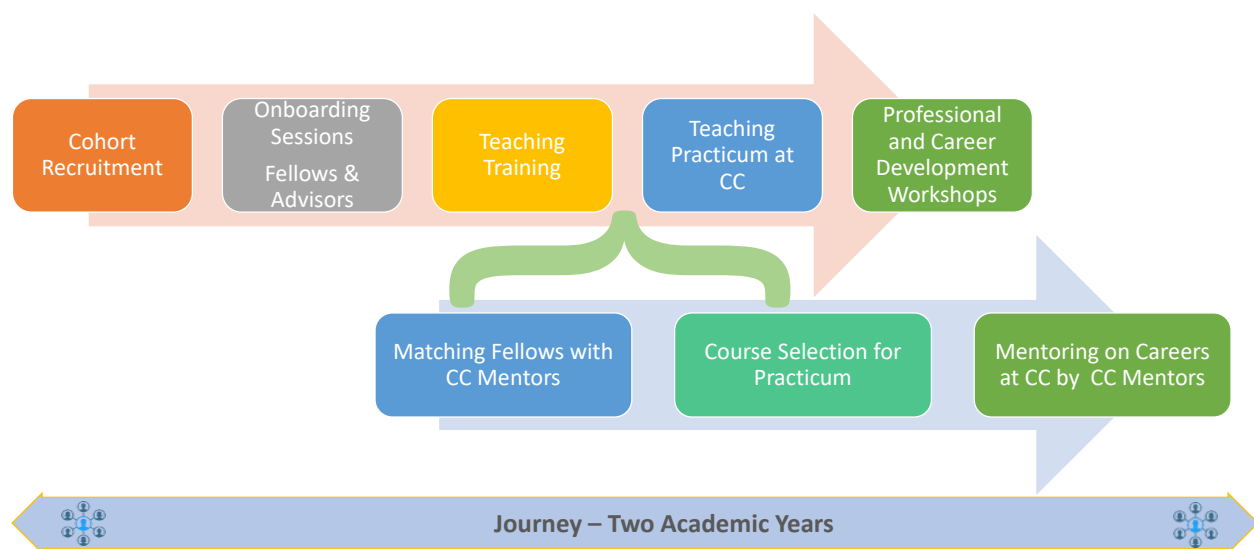 Cohort
Recruitment
Onboarding
Sessions
Fellows &
Advisors
Teaching
Training
Teaching
Practicum at
CC
Professional
and Career
Development
Workshops
Matching Fellows with
CC Mentors
Course Selection for
Practicum
Mentoring on Careers
at CC by  CC Mentors
Journey – Two Academic Years